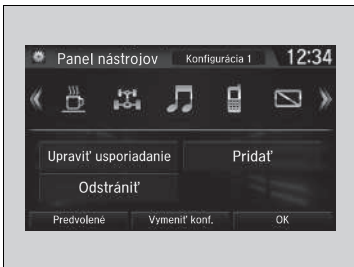 Panel nástrojov Konfigurácia 1 12:34
Upraviť usporiadanie Pridať
Odstrániť
Predvolené Vymeniť konf. OK